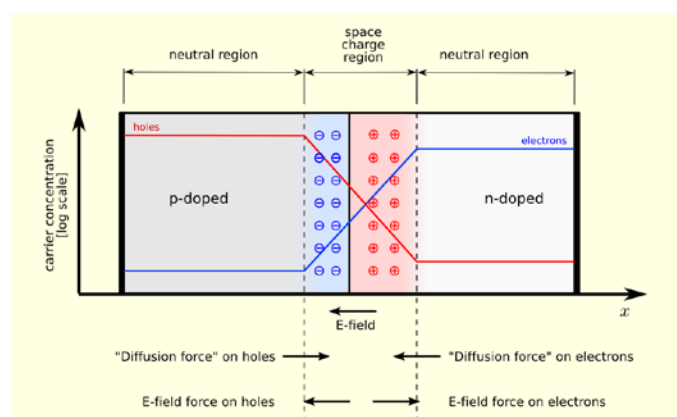 space
charge
region
neutral region
neutral region
holes
electrons
carrier concentration
[log scale]
p-doped
n-doped
E-field
x
"Diffusion force" on holes
"Diffusion force" on electrons
E-field force on holes
E-field force on electrons